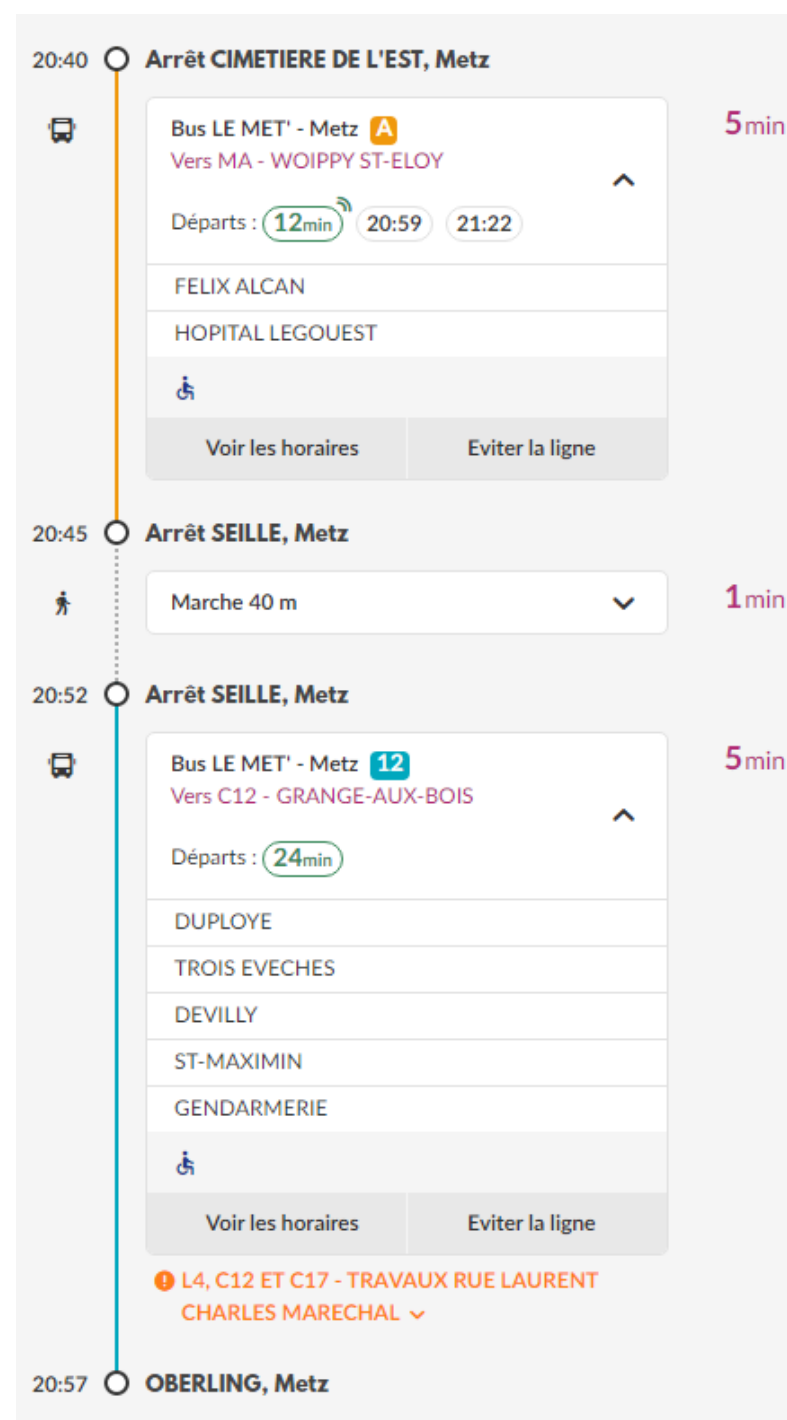 20:40 Arrêt CIMETIERE DE L'EST, Metz
Bus LE MET' - Metz A
5min
Vers MA - WOIPPY ST-ELOY
Départs : 12min 20:59 21:22
FELIX ALCAN
HOPITAL LEGOUEST
Voir les horaires Eviter la ligne
20:45 Arrêt SEILLE, Metz
Marche 40 m 1min
20:52 Arrêt SEILLE, Metz
Bus LE MET' - Metz 12
5min
Vers C12 - GRANGE-AUX-BOIS
Départs : 24min
DUPLOYE
TROIS EVECHES
DEVILLY
ST-MAXIMIN
GENDARMERIE
Voir les horaires Eviter la ligne
L4, C12 ET C17 - TRAVAUX RUE LAURENT
CHARLES MARECHAL
20:57 OBERLING, Metz